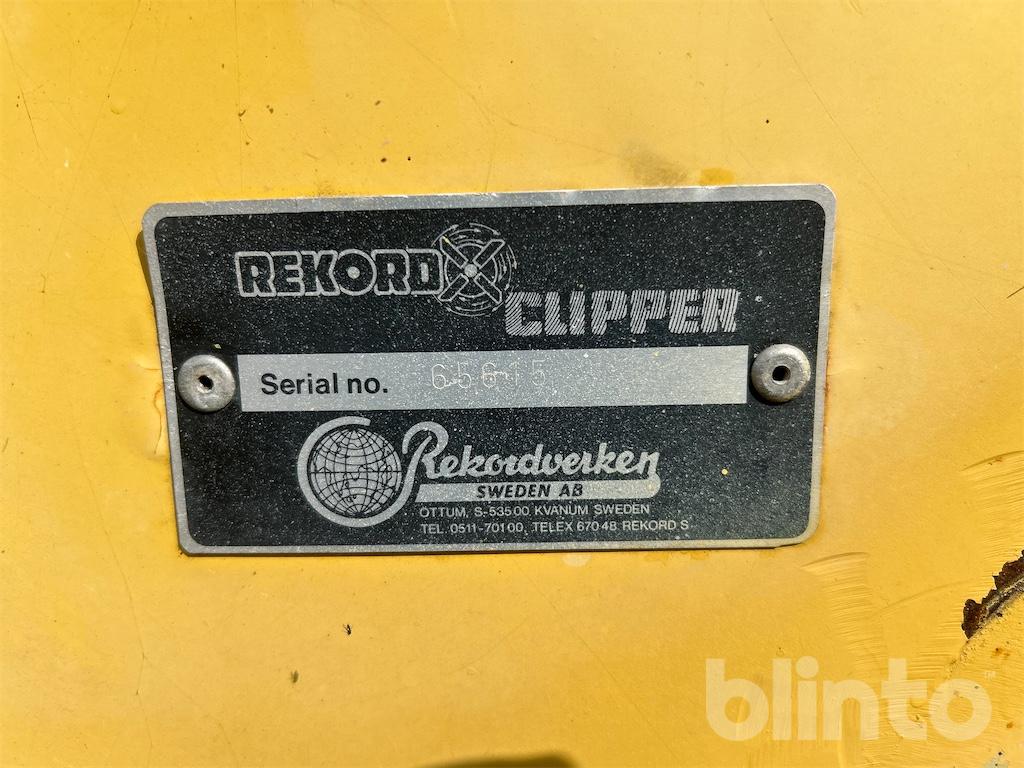 REKORD
CLIPPER
Serial no. 65615
Rekordverken
SWEDEN AB
OTTUM, S-535 00 KVANUM SWEDEN
TEL. 0511-701 00, TELEX 670 48 REKORD S
blinto™